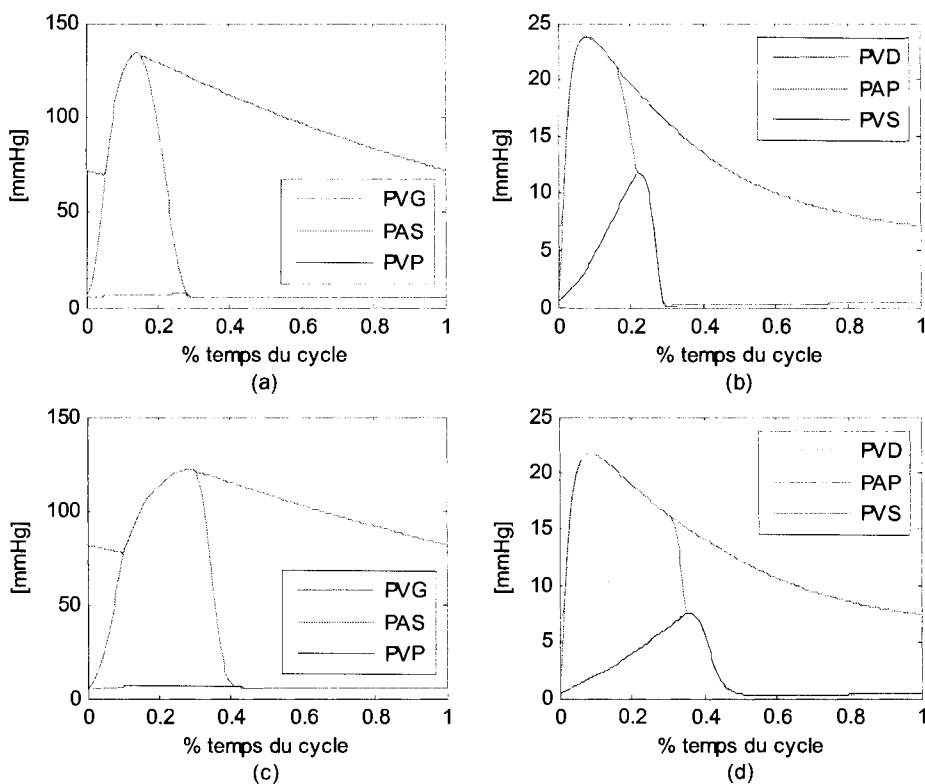 150
100
50
0
[mmHg]
PVG
PAS
PVP
0 0.2 0.4 0.6 0.8 1
% temps du cycle
(a)
25
20
15
10
5
0
[mmHg]
PVD
PAP
PVS
0 0.2 0.4 0.6 0.8 1
% temps du cycle
(b)
150
100
50
0
[mmHg]
PVG
PAS
PVP
0 0.2 0.4 0.6 0.8 1
% temps du cycle
(c)
25
20
15
10
5
0
[mmHg]
PVD
PAP
PVS
0 0.2 0.4 0.6 0.8 1
% temps du cycle
(d)